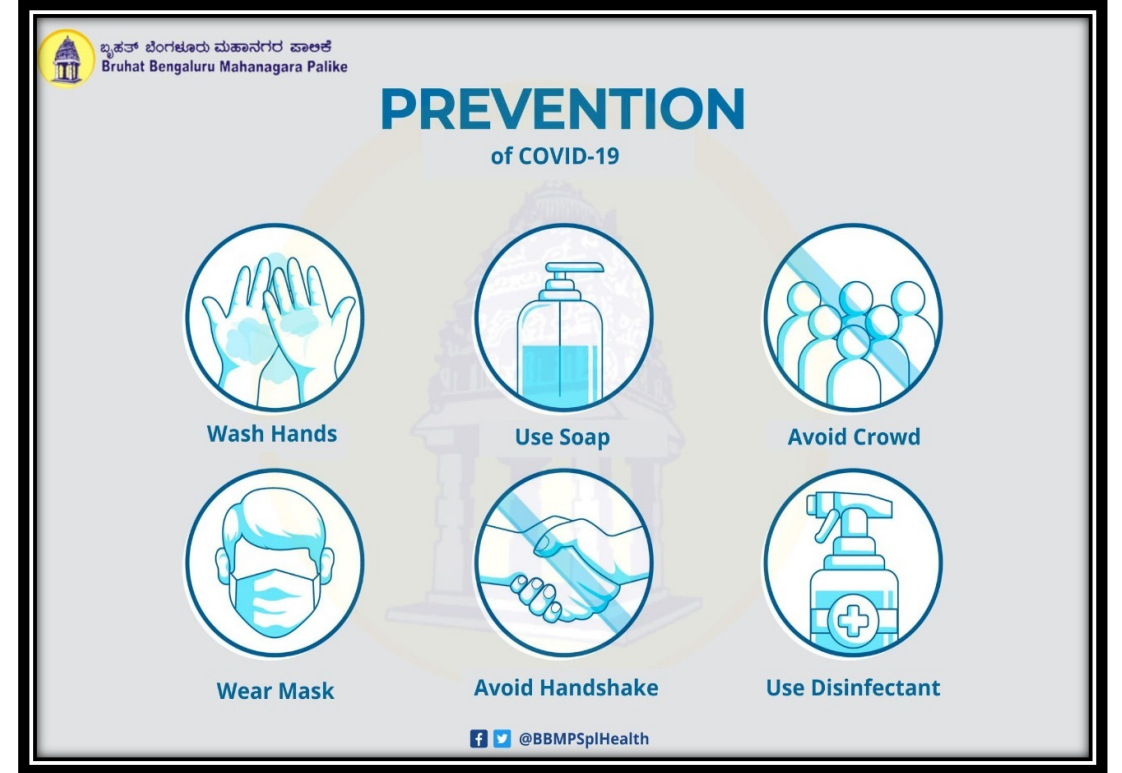 ಬೃಹತ್ ಬೆಂಗಳೂರು ಮಹಾನಗರ ಪಾಲಿಕೆ
Bruhat Bengaluru Mahanagara Palike
PREVENTION
of COVID-19
Wash Hands
Use Soap
Avoid Crowd
Wear Mask
Avoid Handshake
Use Disinfectant
@BBMPSplHealth